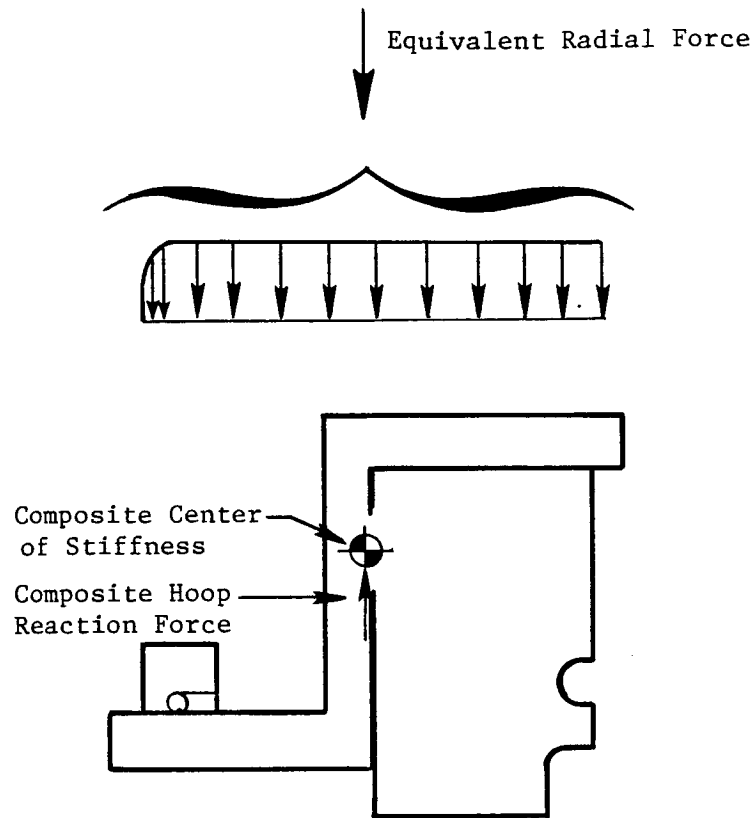 Equivalent Radial Force
Composite Center
of Stiffness
Composite Hoop
Reaction Force